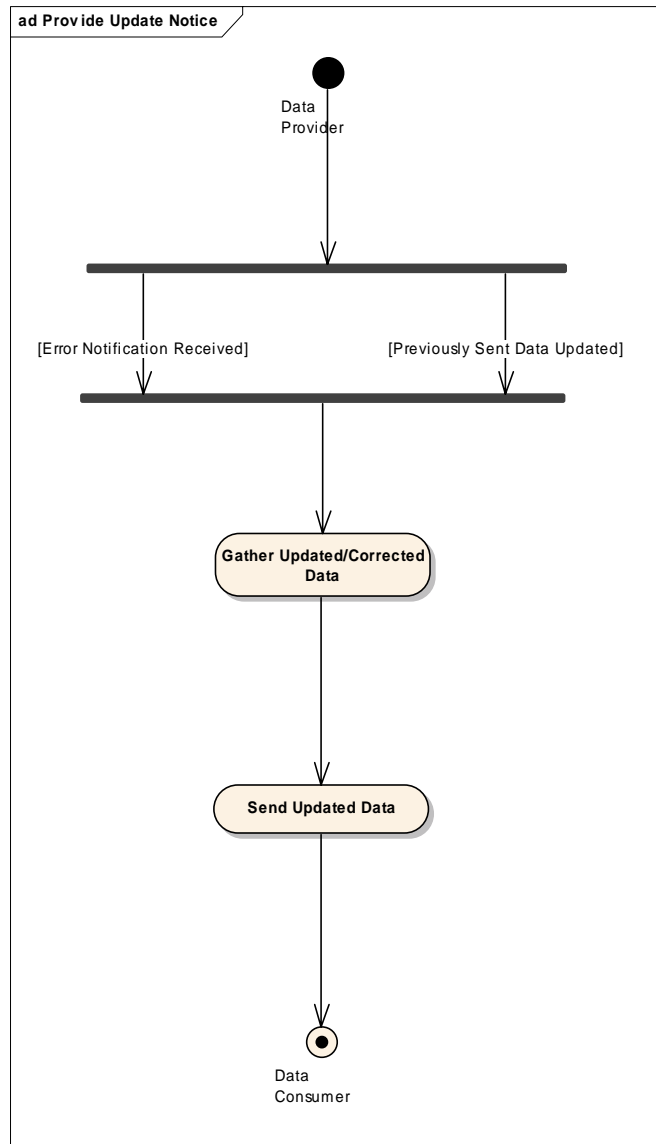 ad Provide Update Notice
Data
Provider
[Error Notification Received] [Previously Sent Data Updated]
Gather Updated/Corrected
Data
Send Updated Data
Data
Consumer